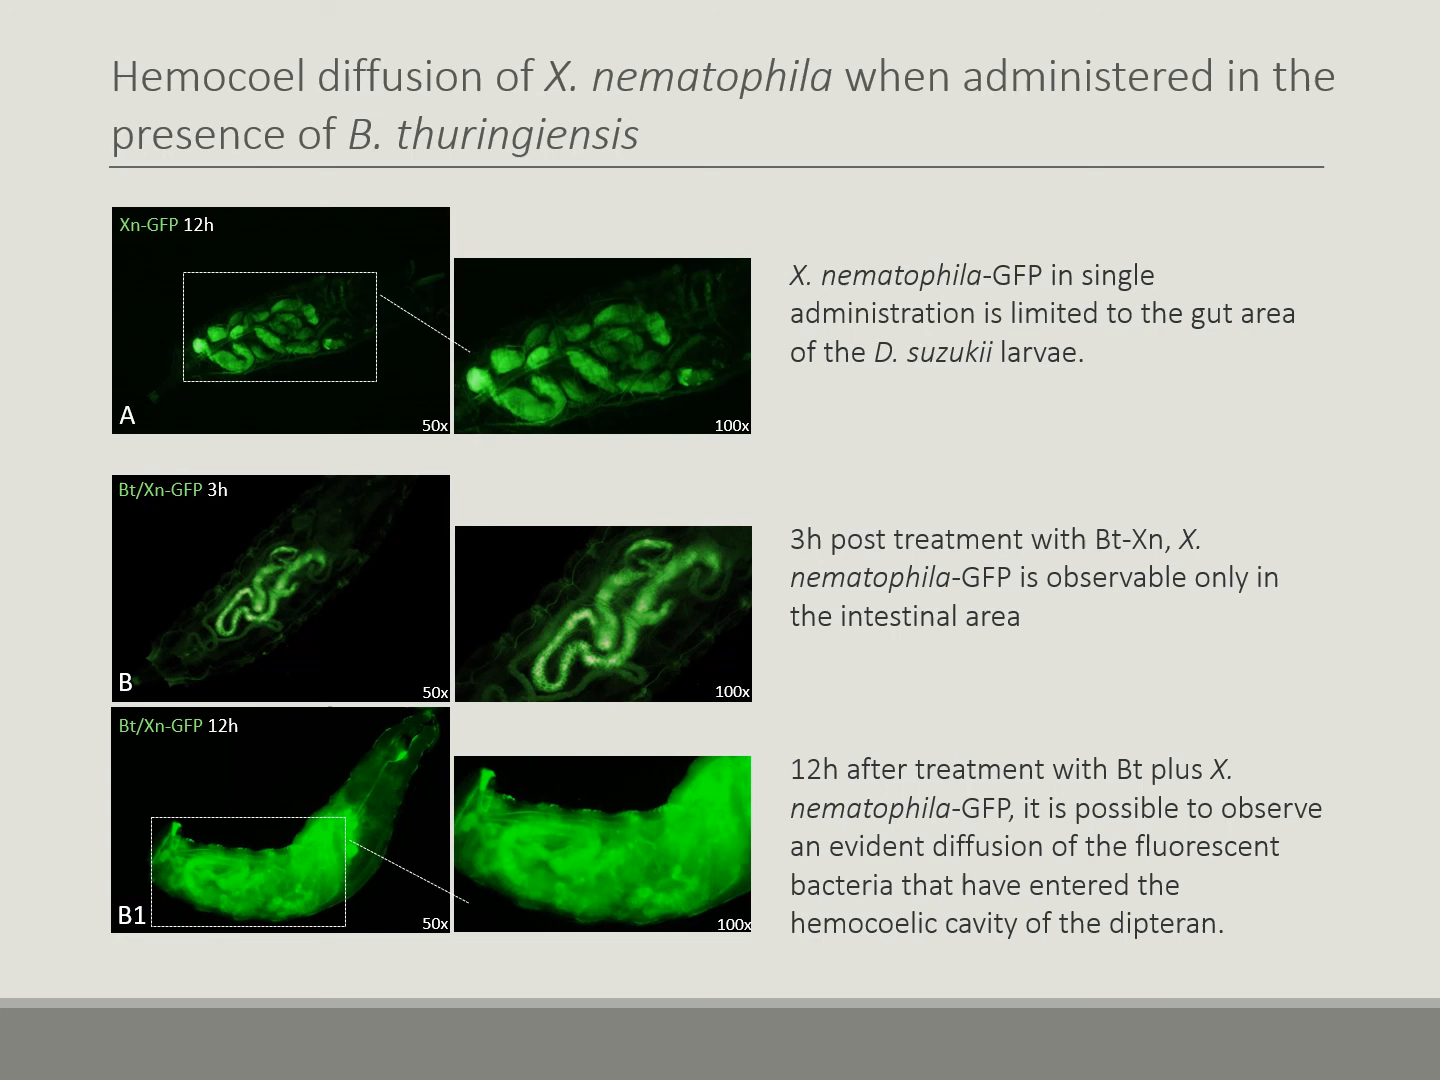 Hemocoel diffusion of X. nematophila when administered in the
presence of B. thuringiensis
Xn-GFP 12h
A
50x
100x
X. nematophila-GFP in single
administration is limited to the gut area
of the D. suzukii larvae.
Bt/Xn-GFP 3h
B
50x
100x
3h post treatment with Bt-Xn, X.
nematophila-GFP is observable only in
the intestinal area
Bt/Xn-GFP 12h
B1
50x
100x
12h after treatment with Bt plus X.
nematophila-GFP, it is possible to observe
an evident diffusion of the fluorescent
bacteria that have entered the
hemocoelic cavity of the dipteran.